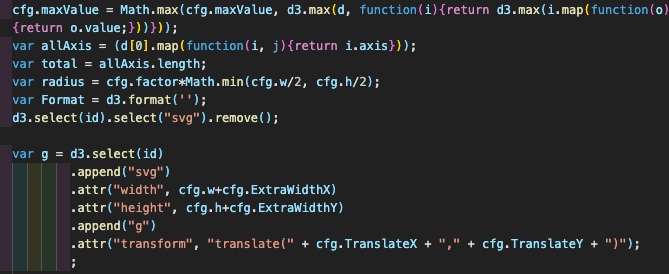 cfg.maxValue = Math.max(cfg.maxValue, d3.max(d, function(i){return d3.max(i.map(function(o)
{return o.value;}))}));
var allAxis = (d[0].map(function(i, j){return i.axis}));
var total = allAxis.length;
var radius = cfg.factor*Math.min(cfg.w/2, cfg.h/2);
var Format = d3.format('');
d3.select(id).select("svg").remove();
var g = d3.select(id)
.append("svg")
.attr("width", cfg.w+cfg.ExtraWidthX)
.attr("height", cfg.h+cfg.ExtraWidthY)
.append("g")
.attr("transform", "translate(" + cfg.TranslateX + "," + cfg.TranslateY + ")");
;